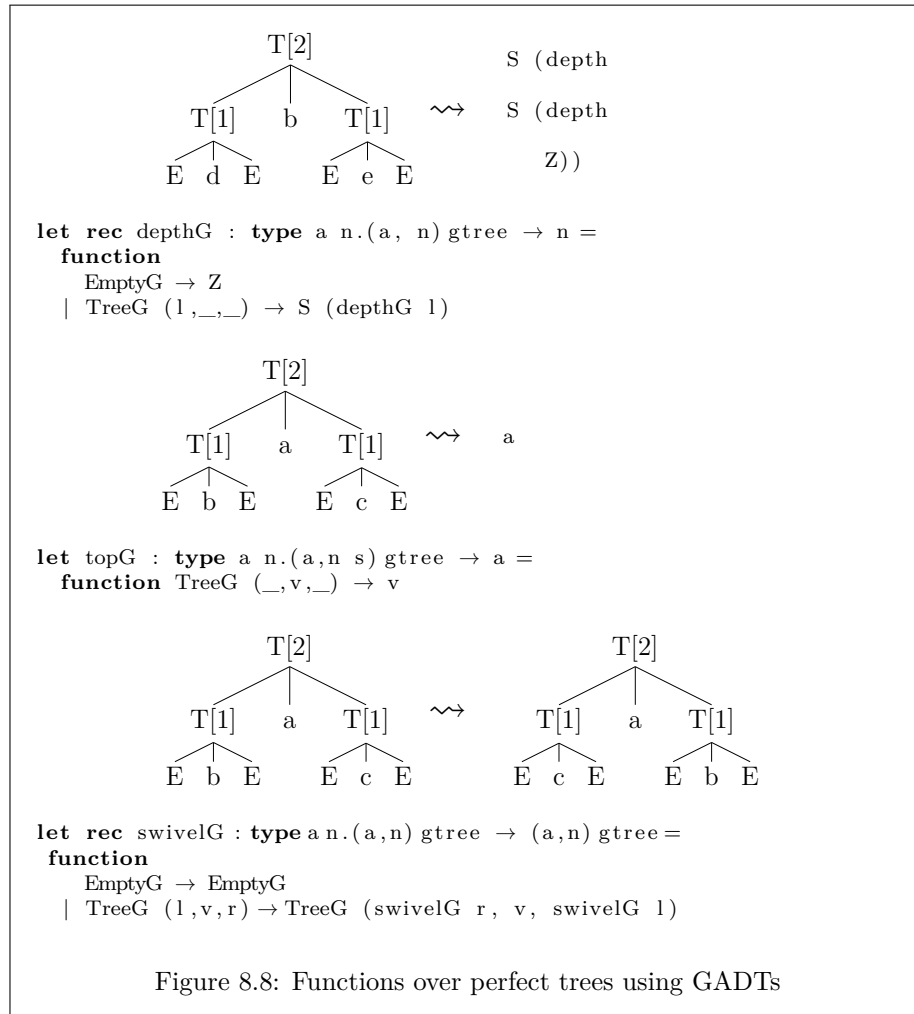 T[2]
S (depth
T[1] b T[1] ⇝ S (depth
E d E E e E Z))
let rec depthG : type a n.(a, n) gtree → n =
function
EmptyG → Z
| TreeG (l,_,_) → S (depthG l)
T[2]
T[1] a T[1] ⇝ a
E b E E c E
let topG : type a n.(a,n s) gtree → a =
function TreeG (_,v,_) → v
T[2] T[2]
T[1] a T[1] ⇝ T[1] a T[1]
E b E E c E E c E E b E
let rec swivelG : type a n.(a,n) gtree → (a,n) gtree =
function
EmptyG → EmptyG
| TreeG (l,v,r) → TreeG (swivelG r, v, swivelG l)
Figure 8.8: Functions over perfect trees using GADTs